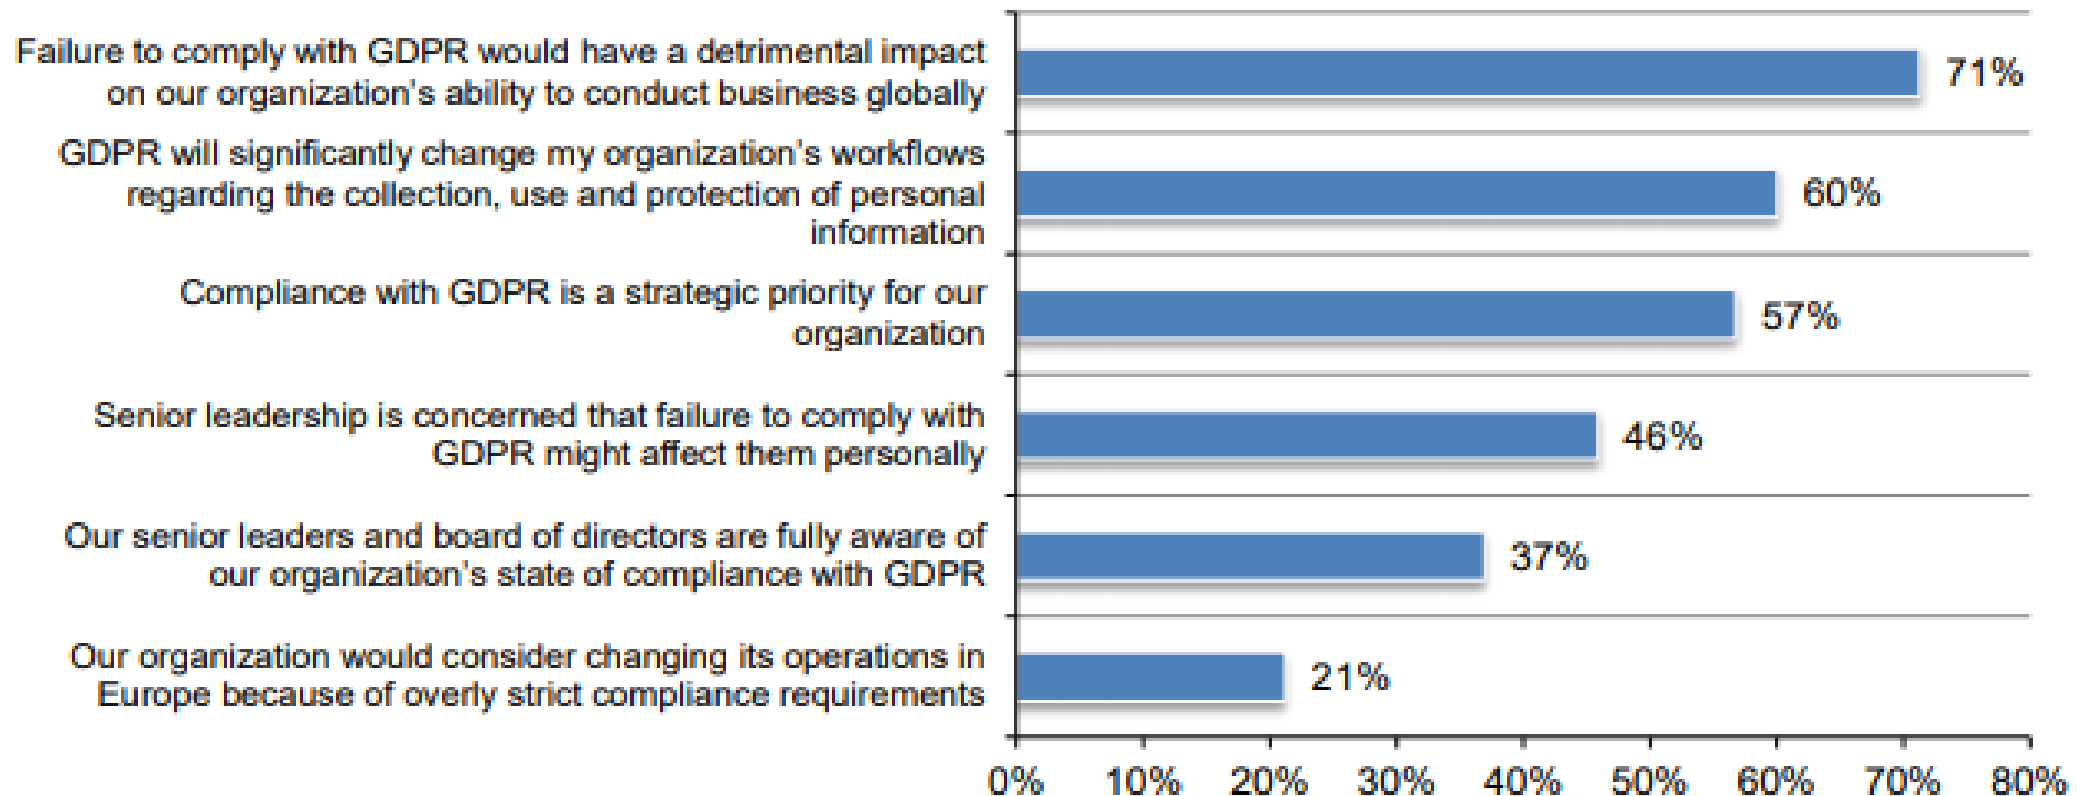 Failure to comply with GDPR would have a detrimental impact
on our organization's ability to conduct business globally
71%
GDPR will significantly change my organization's workflows
regarding the collection, use and protection of personal
information
60%
Compliance with GDPR is a strategic priority for our
organization
57%
Senior leadership is concerned that failure to comply with
GDPR might affect them personally
46%
Our senior leaders and board of directors are fully aware of
our organization's state of compliance with GDPR
37%
Our organization would consider changing its operations in
Europe because of overly strict compliance requirements
21%
0% 10% 20% 30% 40% 50% 60% 70% 80%